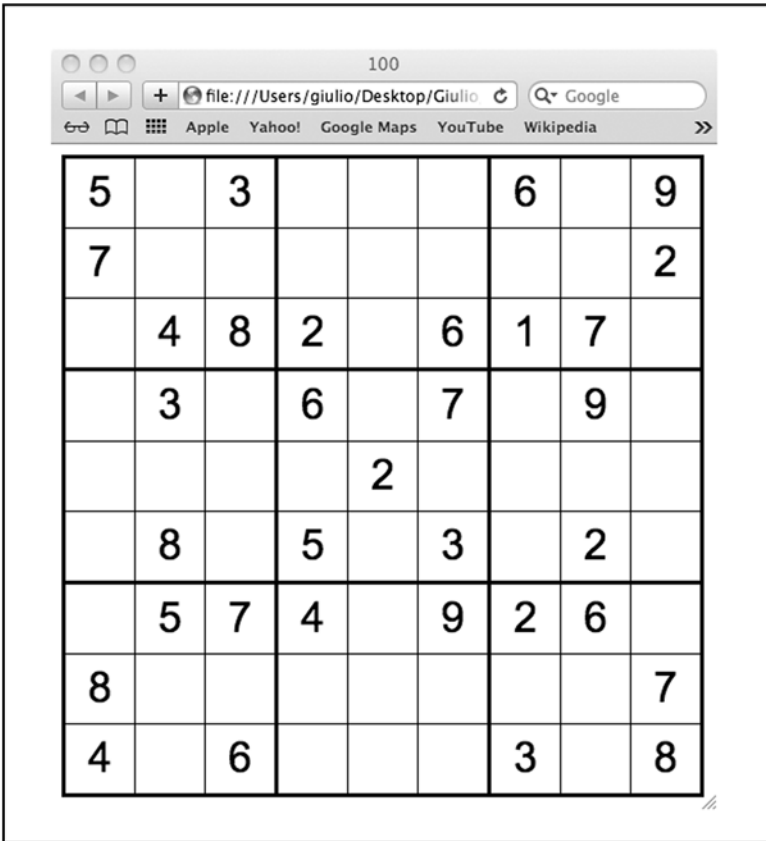 100
file:///Users/giulio/Desktop/Giulio Google
Apple Yahoo! Google Maps YouTube Wikipedia
5 3 6 9
7 2
4 8 2 6 1 7
3 6 7 9
2
8 5 3 2
5 7 4 9 2 6
8 7
4 6 3 8